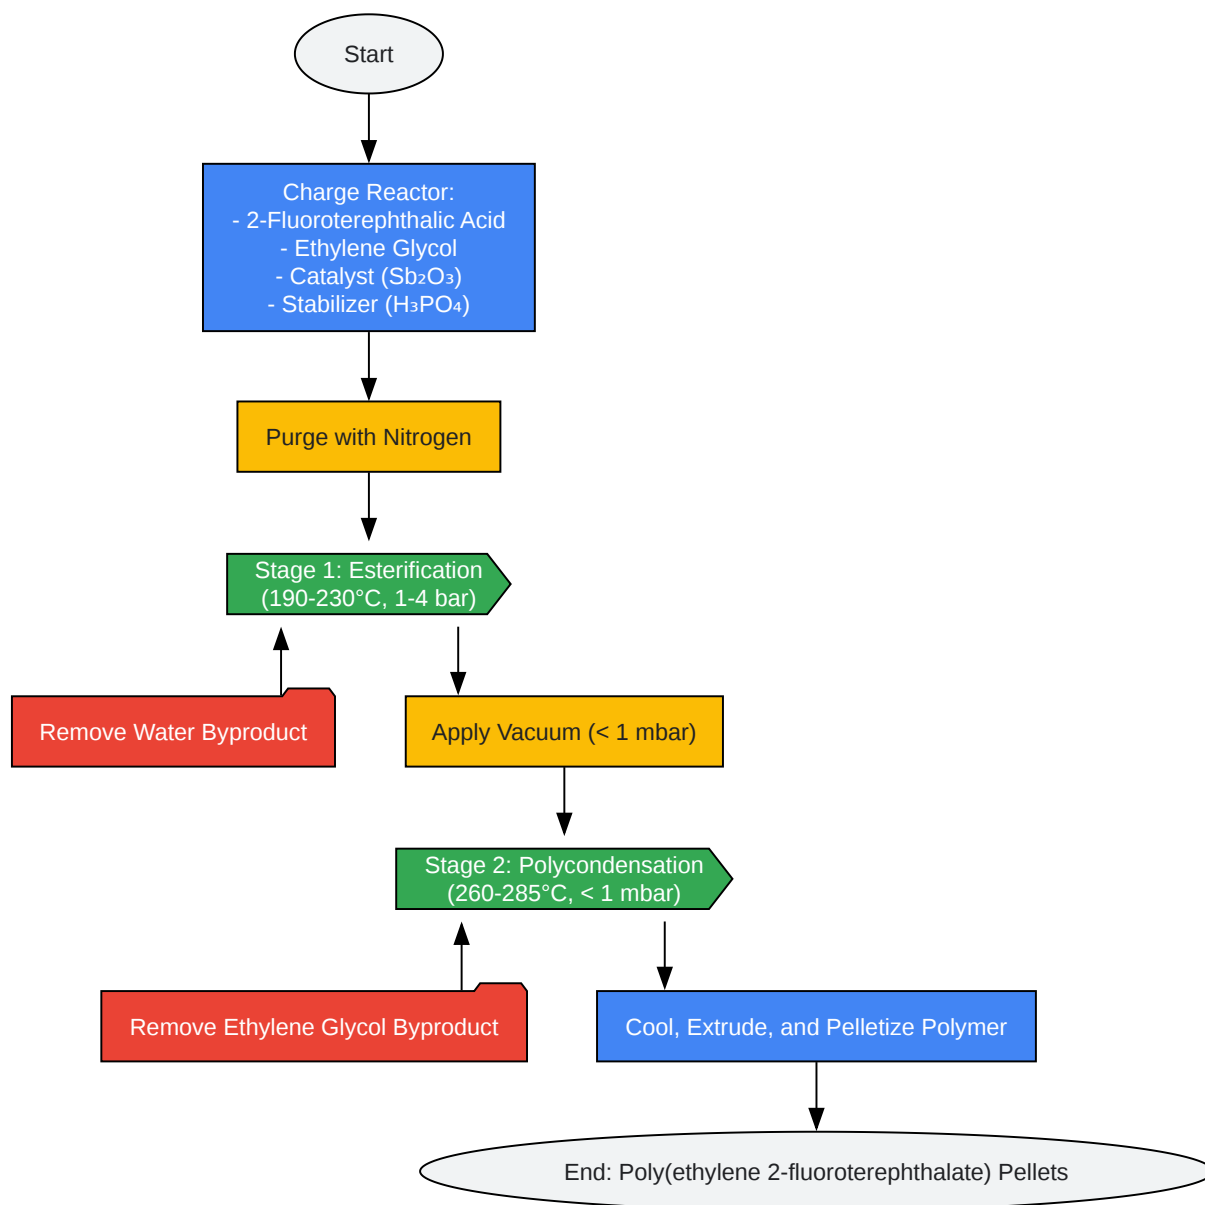 Start
Charge Reactor:
- 2-Fluoroterephthalic Acid
- Ethylene Glycol
- Catalyst (Sb₂O₃)
- Stabilizer (H₃PO₄)
Purge with Nitrogen
Stage 1: Esterification
(190-230°C, 1-4 bar)
Remove Water Byproduct
Apply Vacuum (< 1 mbar)
Stage 2: Polycondensation
(260-285°C, < 1 mbar)
Remove Ethylene Glycol Byproduct
Cool, Extrude, and Pelletize Polymer
End: Poly(ethylene 2-fluoroterephthalate) Pellets